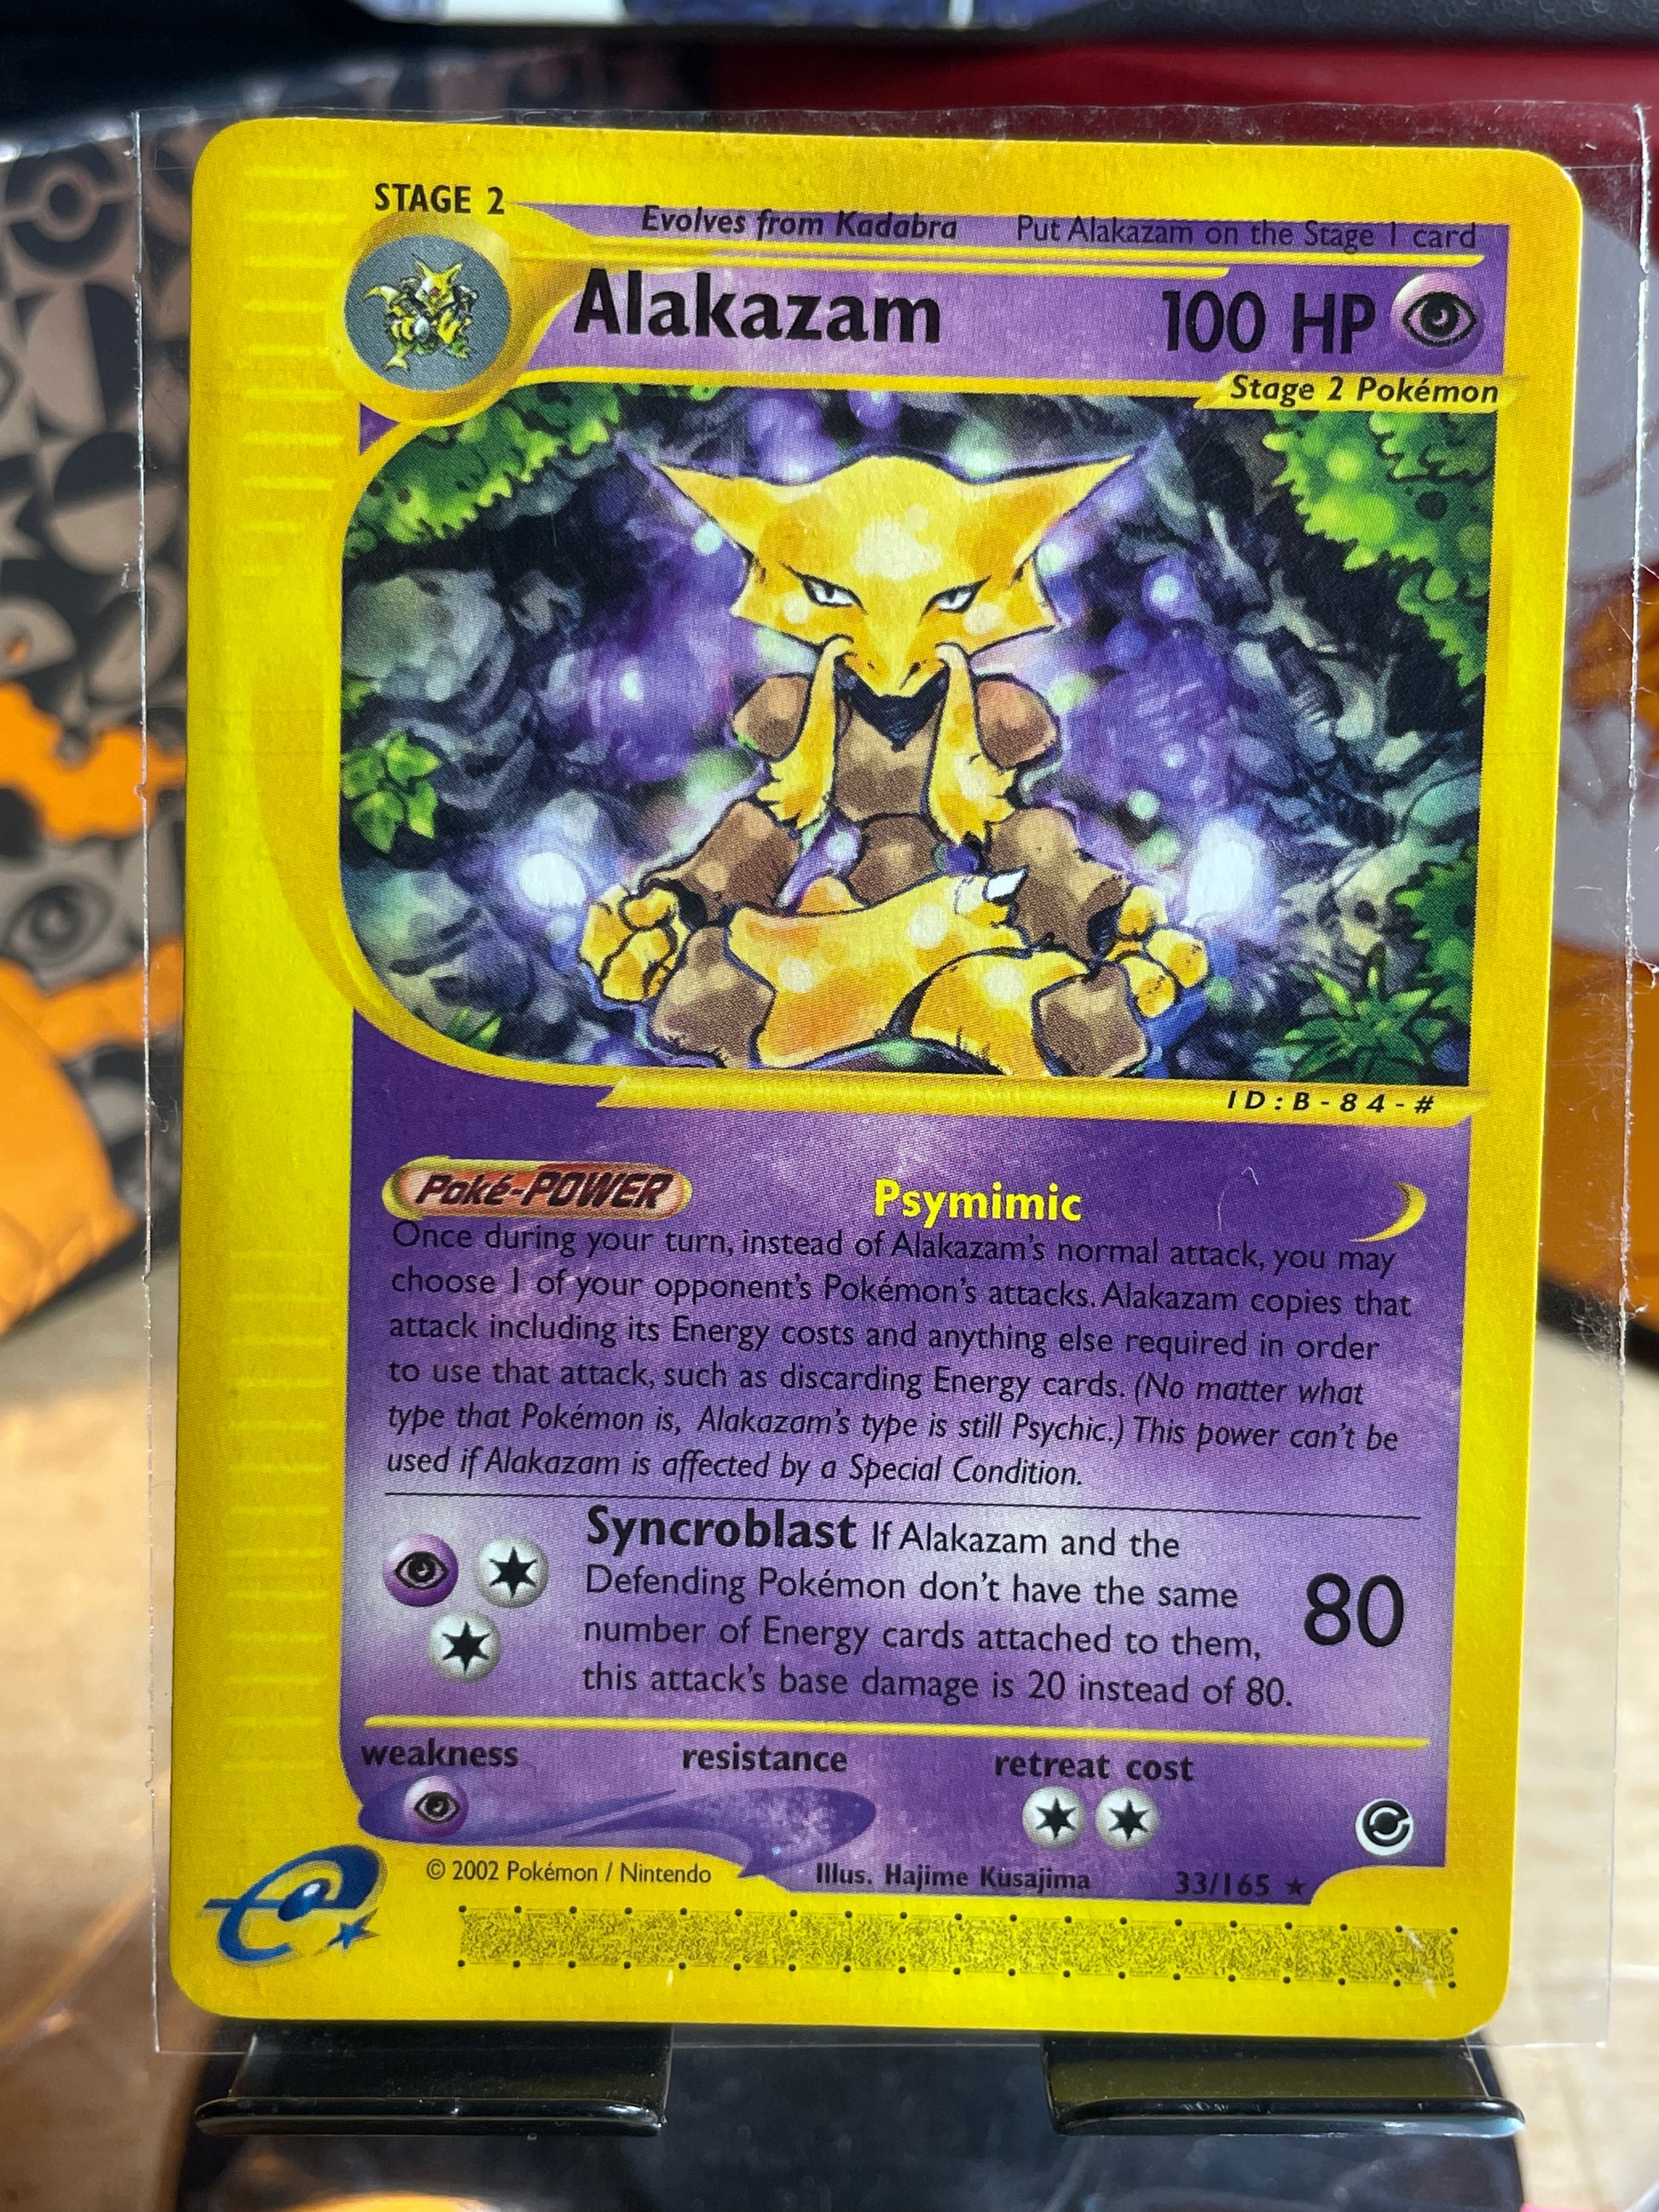 STAGE 2
Evolves from Kadabra Put Alakazam on the Stage 1 card
Alakazam 100 HP
Stage 2 Pokémon
ID:B-84-#
Poké-POWER Psymimic
Once during your turn, instead of Alakazam's normal attack, you may
choose 1 of your opponent's Pokémon's attacks. Alakazam copies that
attack including its Energy costs and anything else required in order
to use that attack, such as discarding Energy cards. (No matter what
type that Pokémon is, Alakazam's type is still Psychic.) This power can't be
used if Alakazam is affected by a Special Condition.
Syncroblast If Alakazam and the
Defending Pokémon don't have the same
number of Energy cards attached to them,
this attack's base damage is 20 instead of 80.
80
weakness resistance retreat cost
e
© 2002 Pokémon / Nintendo Illus. Hajime Kusajima 33/165 ★